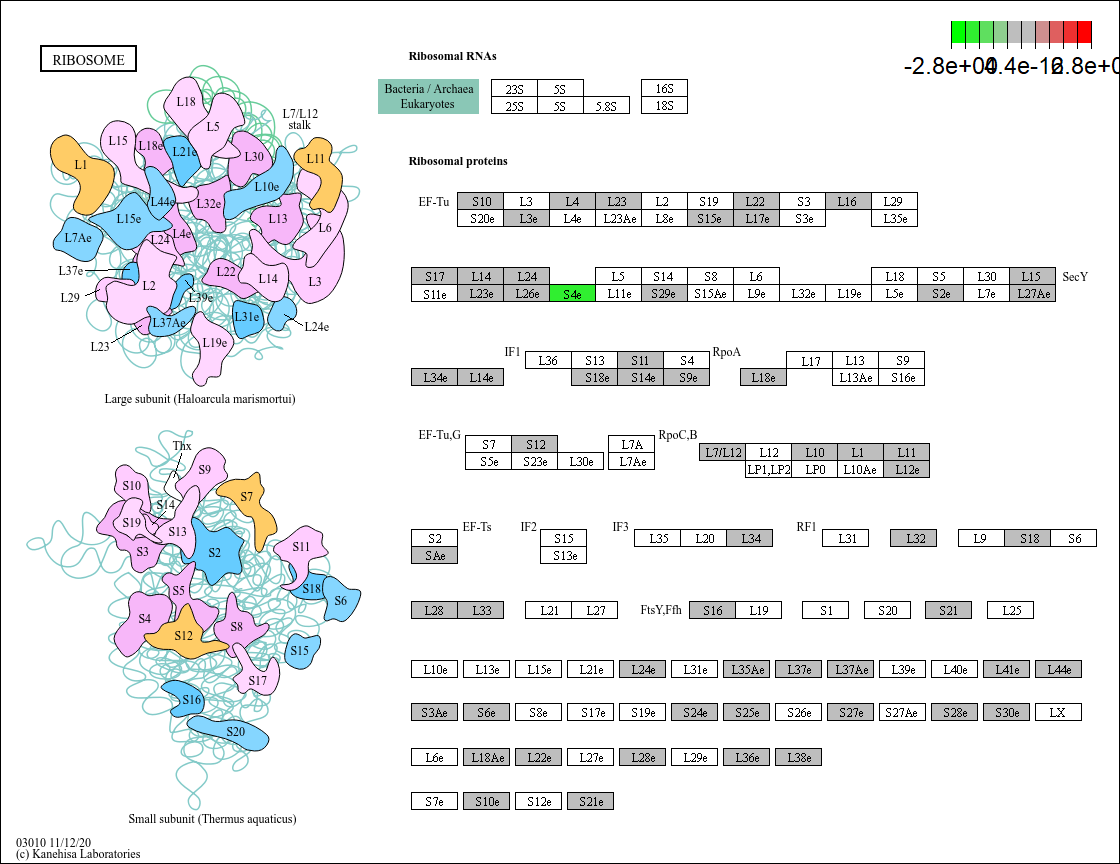 RIBOSOME
-2.8e+00 4.4e-16 2.8e+0
Ribosomal RNAs
Bacteria / Archaea
Eukaryotes
23S 5S 16S
25S 5S 5.8S 18S
Ribosomal proteins
EF-Tu S10 L3 L4 L23 L2 S19 L22 S3 L16 L29
S20e L3e L4e L23Ae L8e S15e L17e S3e L35e
S17 L14 L24 L5 S14 S8 L6 L18 S5 L30 L15 SecY
S11e L23e L26e S4e L11e S29e S15Ae L9e L32e L19e L5e S2e L7e L27Ae
IF1 L36 S13 S11 S4 RpoA L17 L13 S9
L34e L14e S18e S14e S9e L18e L13Ae S16e
EF-Tu,G S7 S12 L7A RpoC,B L7/L12 L12 L10 L1 L11
S5e S23e L30e L7Ae LP1,LP2 LP0 L10Ae L12e
S2 EF-Ts IF2 S15 IF3 L35 L20 L34 RF1 L31 L32 L9 S18 S6
SAe S13e
L28 L33 L21 L27 FtsY,Ffh S16 L19 S1 S20 S21 L25
L10e L13e L15e L21e L24e L31e L35Ae L37e L37Ae L39e L40e L41e L44e
S3Ae S6e S8e S17e S19e S24e S25e S26e S27e S27Ae S28e S30e LX
L6e L18Ae L22e L27e L28e L29e L36e L38e
S7e S10e S12e S21e
L18
L5
L7/L12
stalk
L15 L18e L21e L30 L11
L1
L10e
L44e L32e
L15e L13
L6
L7Ae L24 L4e
L37e L22 L14 L3
L2
L29 L39e
L37Ae L31e L24e
L23 L19e
Large subunit (Haloarcula marismortui)
Thx
S9
S10 S7
S14
S19 S13
S3 S2 S11
S5 S18
S6
S4 S12 S8
S15
S17
S16
S20
Small subunit (Thermus aquaticus)
03010 11/12/20
(c) Kanehisa Laboratories